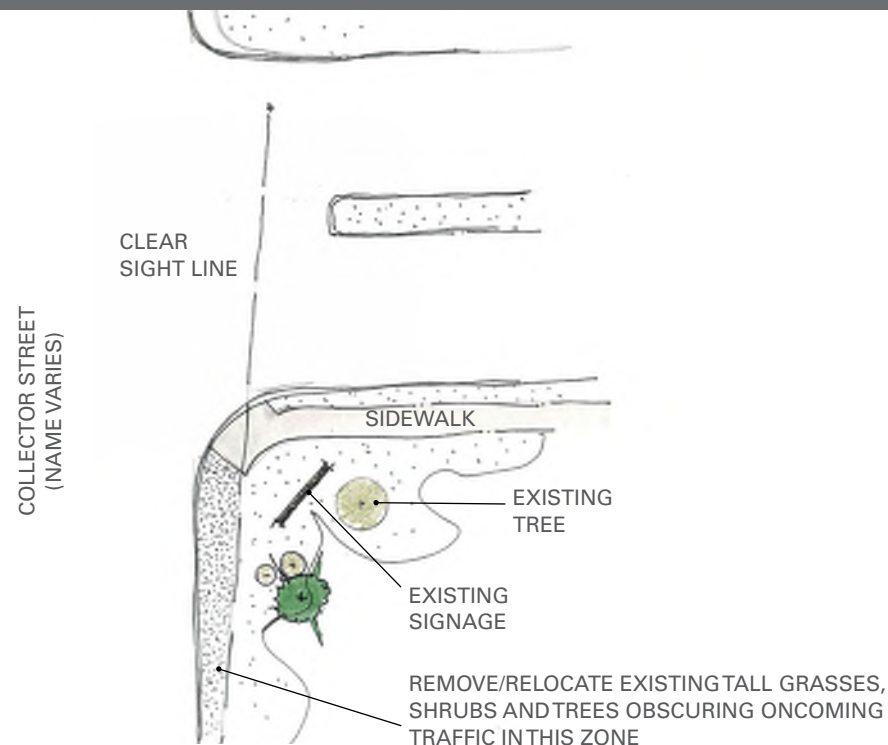 CLEAR
SIGHT LINE
COLLECTOR STREET
(NAME VARIES)
SIDEWALK
EXISTING
TREE
EXISTING
SIGNAGE
REMOVE/RELOCATE EXISTING TALL GRASSES,
SHRUBS AND TREES OBSCURING ONCOMING
TRAFFIC IN THIS ZONE